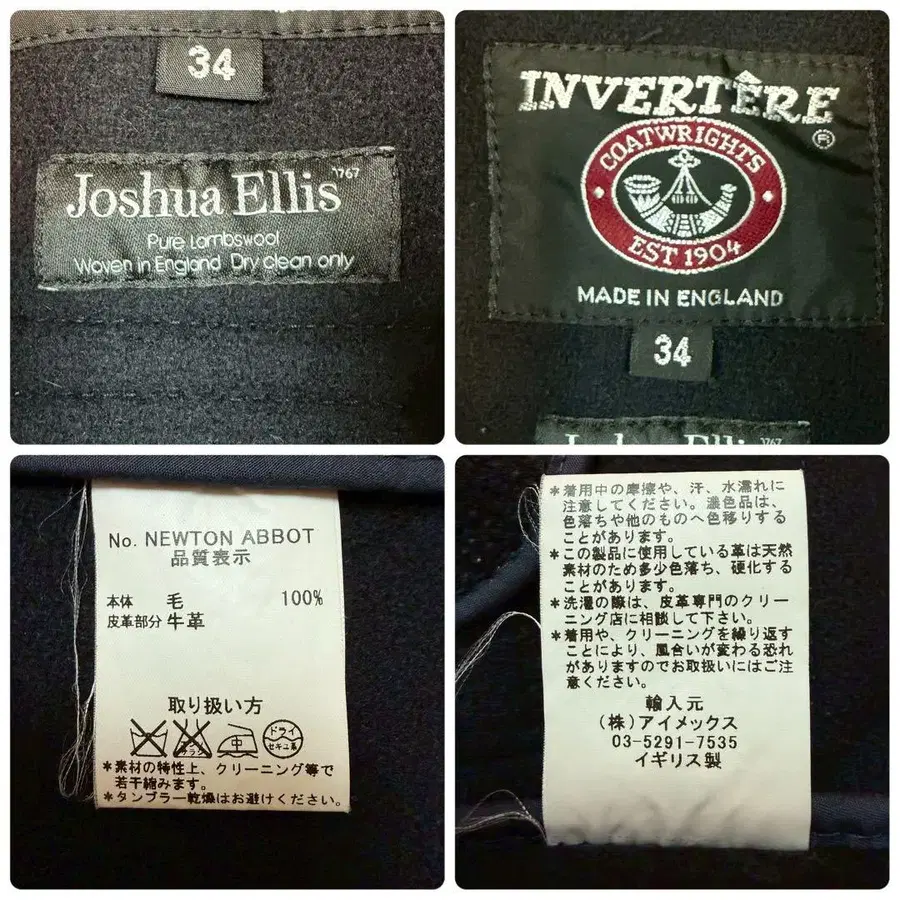 34
Joshua Ellis 1767
Pure Lambswool
Woven in England Dry clean only
INVERTÊRE
®
COATWRIGHTS
EST 1904
MADE IN ENGLAND
34
Joshua Ellis 1767
No. NEWTON ABBOT
品質表示
本体 毛 100%
皮革部分 牛革
取り扱い方
中 ドライ
セキユ系
*素材の特性上、クリーニング等で
若干縮みます。
*タンブラー乾燥はお避けください。
*着用中の摩擦や、汗、水濡れに
注意してください。濃色品は、
色落ちや他のものへ色移りする
ことがあります。
*この製品に使用している革は天然
素材のため多少色落ち、硬化する
ことがあります。
*洗濯の際は、皮革専門のクリー
ニング店に相談して下さい。
*着用や、クリーニングを繰り返す
ことにより、風合いが変わる恐れ
がありますのでお取扱いにはご注
意ください。
輸入元
(株)アイメックス
03-5291-7535
イギリス製